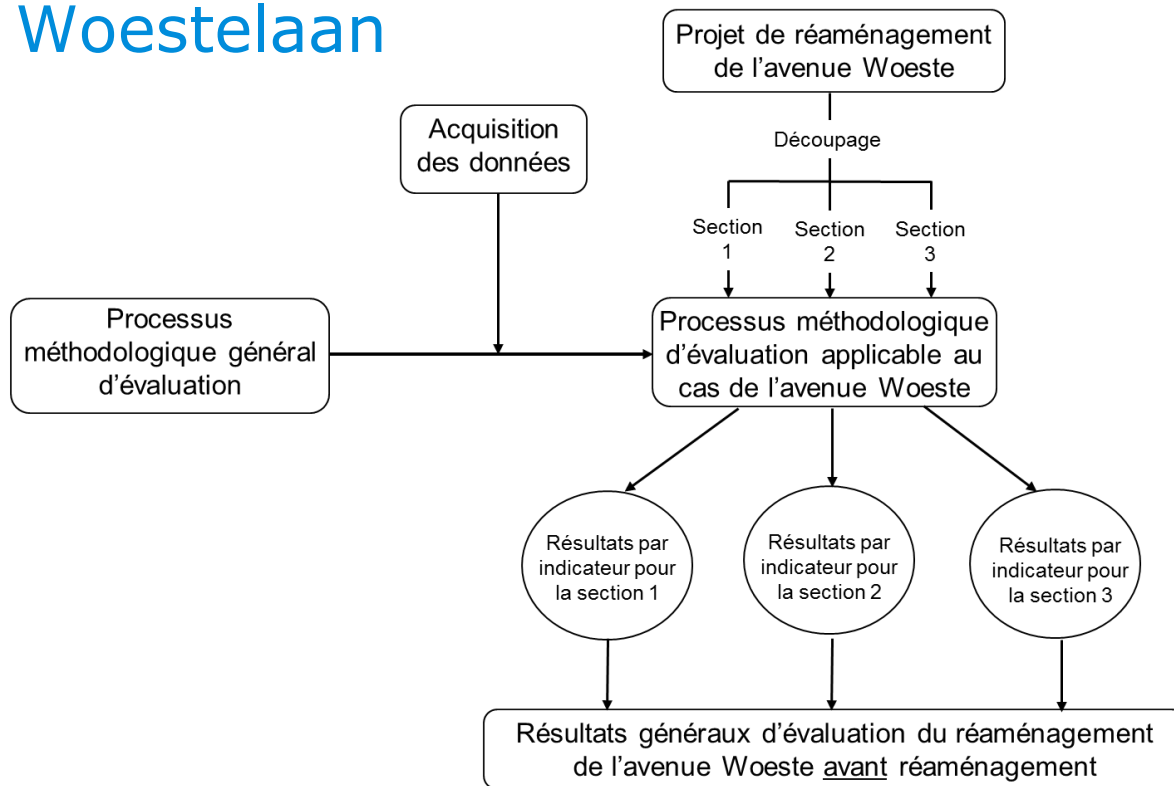 Woestelaan
Projet de réaménagement
de l’avenue Woeste
Acquisition
des données
Découpage
Section
1
Section
2
Section
3
Processus
méthodologique général
d’évaluation
Processus méthodologique
d’évaluation applicable au
cas de l’avenue Woeste
Résultats par
indicateur pour
la section 1
Résultats par
indicateur pour
la section 2
Résultats par
indicateur pour
la section 3
Résultats généraux d’évaluation du réaménagement
de l’avenue Woeste avant réaménagement